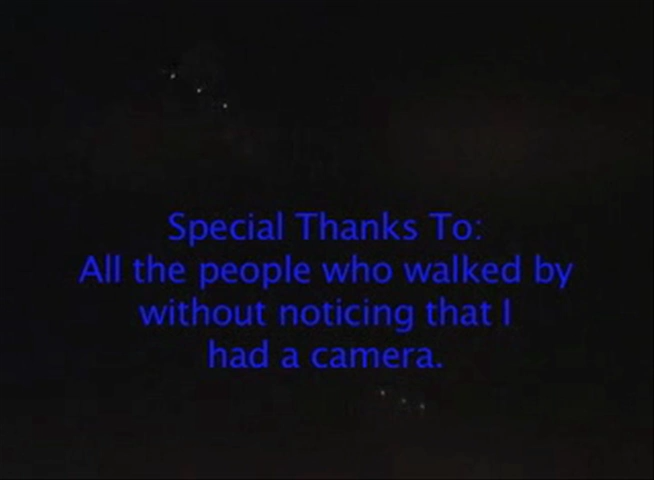 Special Thanks To:
All the people who walked by
without noticing that I
had a camera.